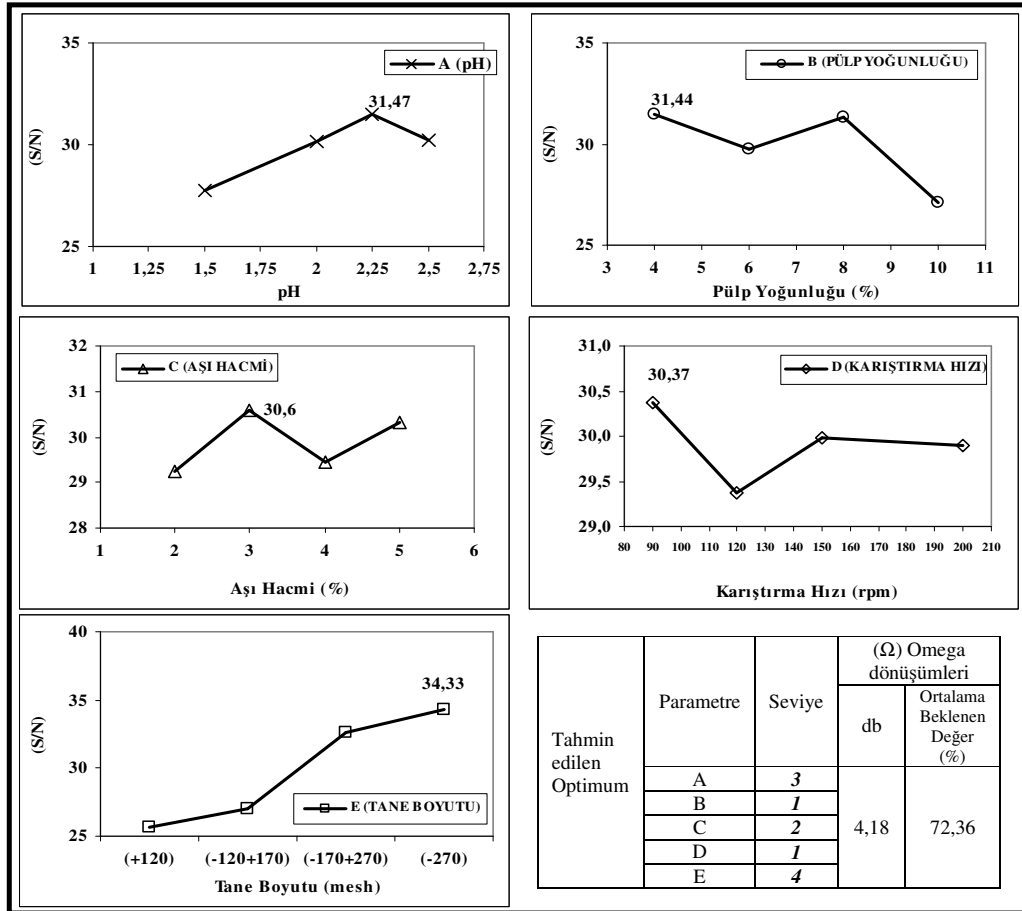 35
30
25
(S/N)
A (pH)
31,47
1 1,25 1,5 1,75 2 2,25 2,5 2,75
pH
35
30
25
(S/N)
B (PÜLP YOĞUNLUĞU)
31,44
3 4 5 6 7 8 9 10 11
Pülp Yoğunluğu (%)
32
31
30
29
28
(S/N)
C (AŞI HACMİ)
30,6
1 2 3 4 5 6
Aşı Hacmi (%)
31,0
30,5
30,0
29,5
29,0
(S/N)
D (KARIŞTIRMA HIZI)
30,37
80 90 100 110 120 130 140 150 160 170 180 190 200 210
Karıştırma Hızı (rpm)
40
35
30
25
(S/N)
34,33
E (TANE BOYUTU)
(+120) (-120+170) (-170+270) (-270)
Tane Boyutu (mesh)
Tahmin
edilen
Optimum
Parametre
Seviye
(Ω) Omega
dönüşümleri
db
Ortalama
Beklenen
Değer
(%)
A 3
B 1
C 2
D 1
E 4
4,18
72,36